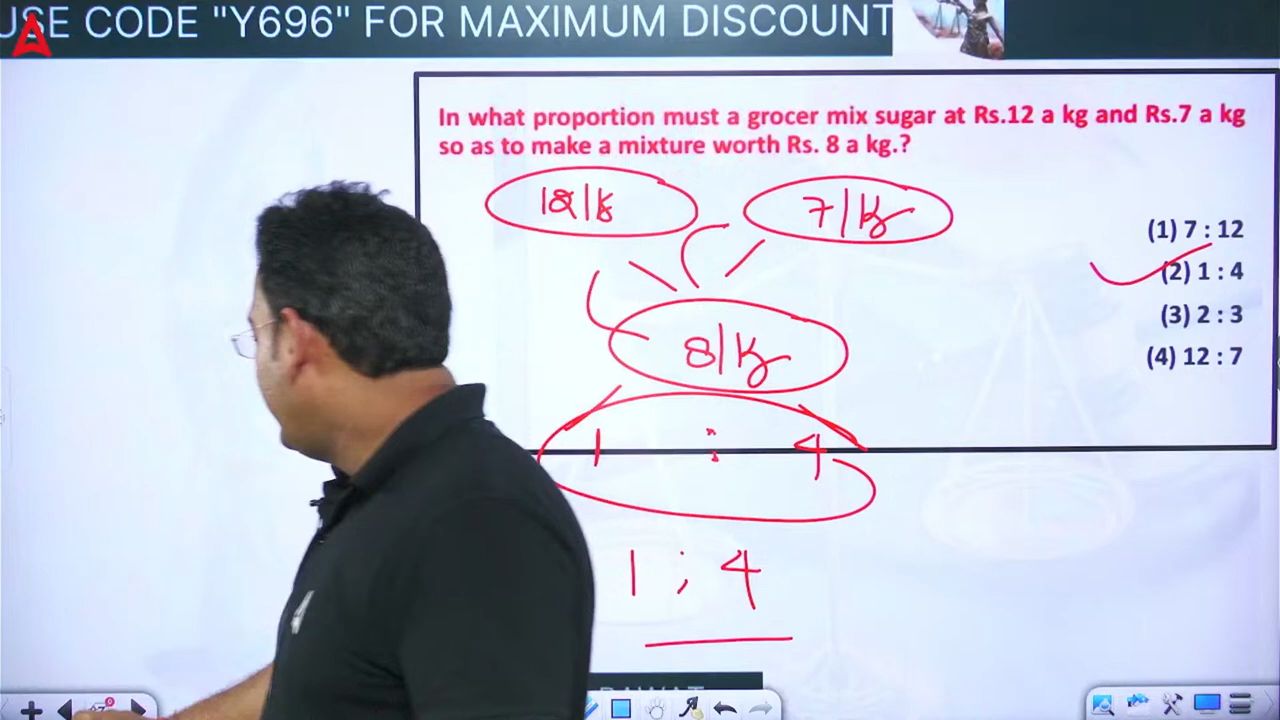 USE CODE "Y696" FOR MAXIMUM DISCOUNT
In what proportion must a grocer mix sugar at Rs.12 a kg and Rs.7 a kg
so as to make a mixture worth Rs. 8 a kg.?
7|kg
(1) 7 : 12
(2) 1 : 4
(3) 2 : 3
(4) 12 : 7
8|kg
1 : 4
1 : 4